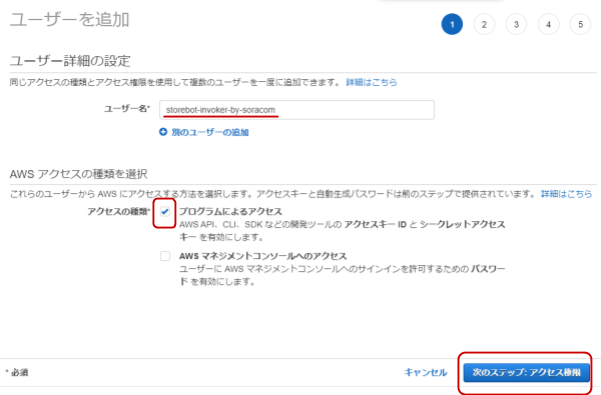 ユーザーを追加
1 2 3 4 5
ユーザー詳細の設定
同じアクセスの種類とアクセス権限を使用して複数のユーザーを一度に追加できます。 詳細はこちら
ユーザー名* storebot-invoker-by-soracom
別のユーザーの追加
AWS アクセスの種類を選択
これらのユーザーから AWS にアクセスする方法を選択します。アクセスキーと自動生成パスワードは前のステップで提供されています。 詳細はこちら
アクセスの種類* プログラムによるアクセス
AWS API、CLI、SDK などの開発ツールの アクセスキー ID と シークレットアクセス
キー を有効にします。
AWS マネジメントコンソールへのアクセス
ユーザーに AWS マネジメントコンソールへのサインインを許可するための パスワー
ド を有効にします。
* 必須 キャンセル 次のステップ: アクセス権限